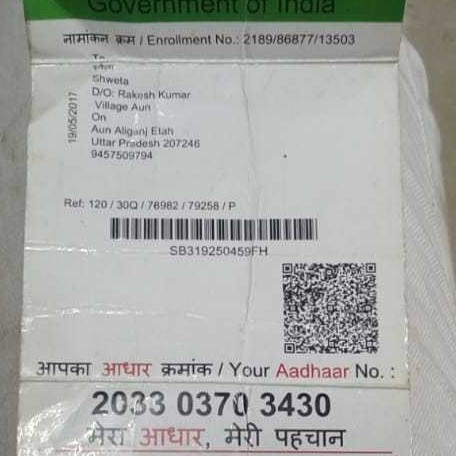 Government of India
नामांकन क्रम / Enrollment No.: 2189/86877/13503
To
श्वेता
Shweta
D/O: Rakesh Kumar
Village Aun
On
Aun Aliganj Etah
Uttar Pradesh 207246
9457509794
19/05/2017
Ref: 120 / 30Q / 76982 / 79258 / P
SB319250459FH
आपका आधार क्रमांक / Your Aadhaar No. :
2033 0370 3430
मेरा आधार, मेरी पहचान